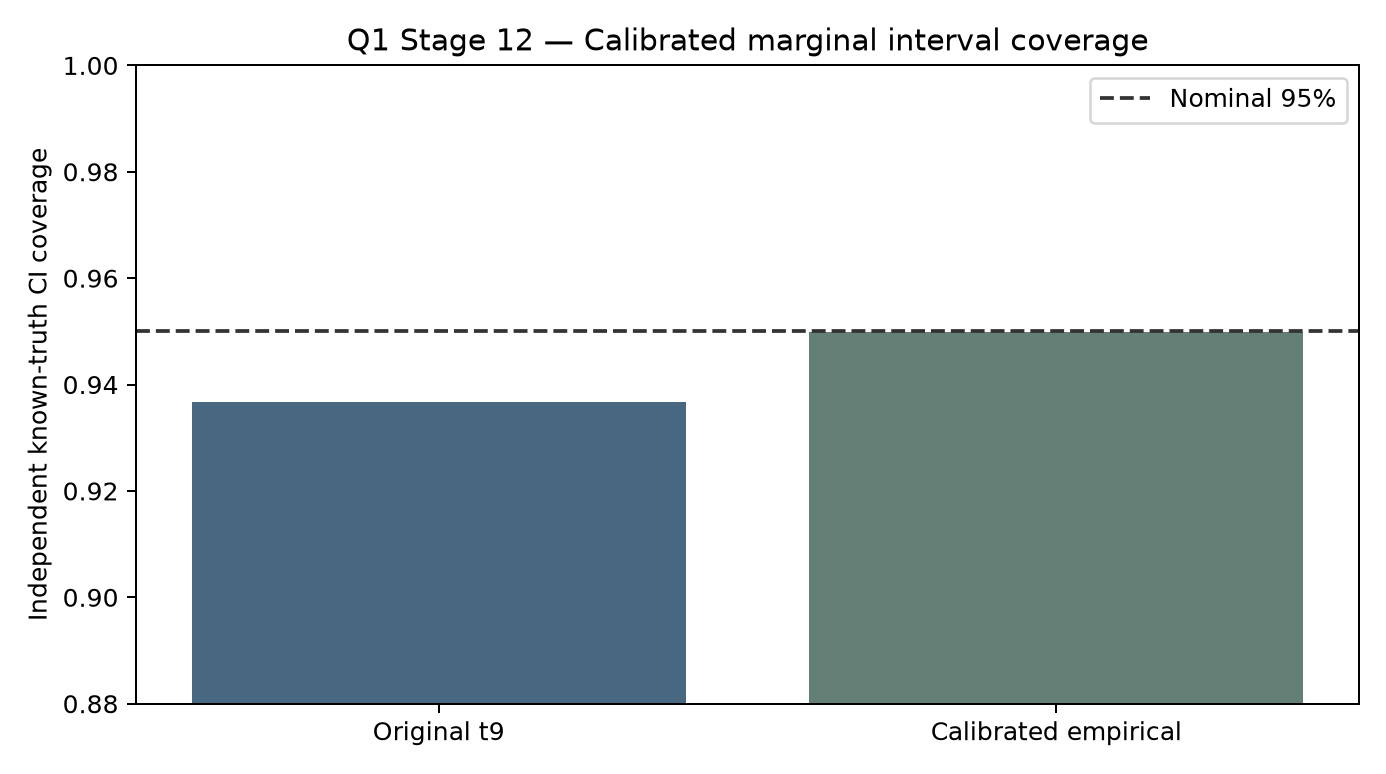 Q1 Stage 12 — Calibrated marginal interval coverage
Independent known-truth CI coverage
1.00
0.98
0.96
0.94
0.92
0.90
0.88
Nominal 95%
Original t9
Calibrated empirical